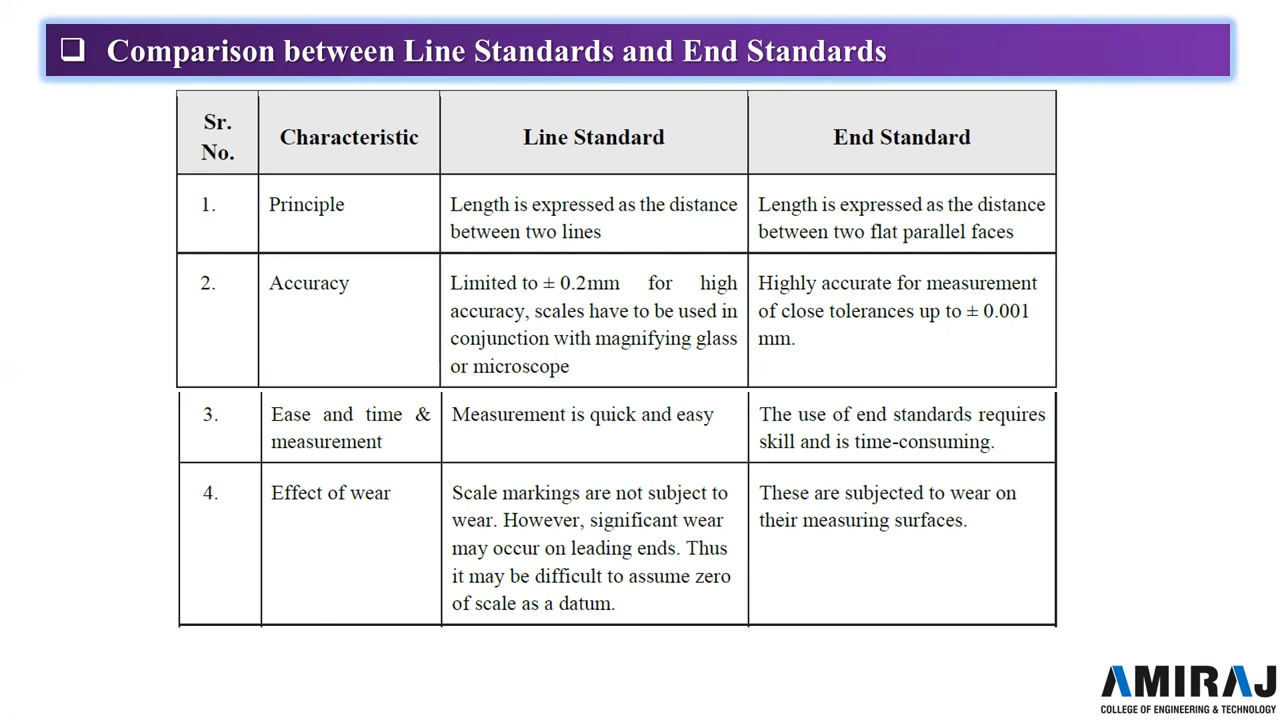 ❑ Comparison between Line Standards and End Standards
Sr. No.
Characteristic
Line Standard
End Standard
1.
Principle
Length is expressed as the distance
between two lines
Length is expressed as the distance
between two flat parallel faces
2.
Accuracy
Limited to ± 0.2mm for high
accuracy, scales have to be used in
conjunction with magnifying glass
or microscope
Highly accurate for measurement
of close tolerances up to ± 0.001
mm.
3.
Ease and time &
measurement
Measurement is quick and easy
The use of end standards requires
skill and is time-consuming.
4.
Effect of wear
Scale markings are not subject to
wear. However, significant wear
may occur on leading ends. Thus
it may be difficult to assume zero
of scale as a datum.
These are subjected to wear on
their measuring surfaces.
AMIRAJ
COLLEGE OF ENGINEERING & TECHNOLOGY